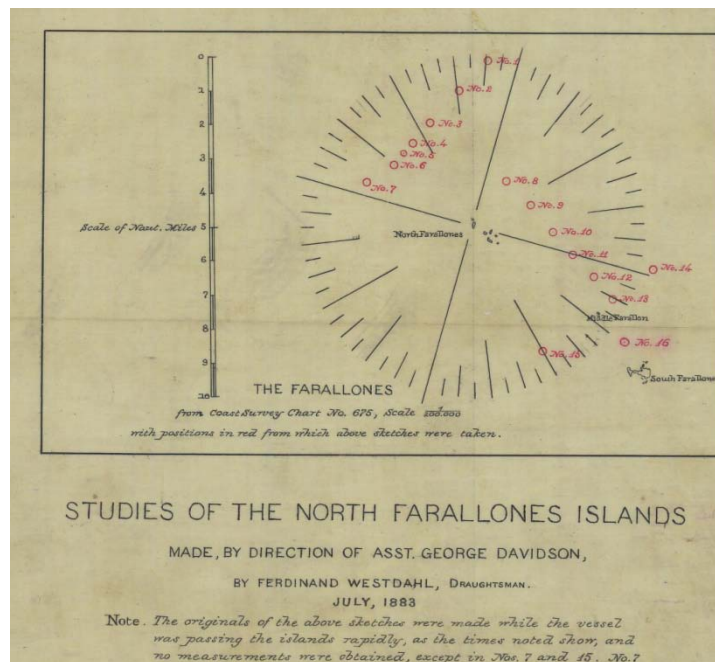 0
1
2
3
4
5
6
7
8
9
10
Scale of Naut. Miles
No. 1
No. 2
No. 3
No. 4
No. 5
No. 6
No. 7
No. 8
No. 9
No. 10
No. 11
No. 12
No. 13
No. 14
No. 15
No. 16
North Farallones
Middle Farallon
South Farallone
THE FARALLONES
from Coast Survey Chart No. 675, Scale
with positions in red from which above sketches were taken.
STUDIES OF THE NORTH FARALLONES ISLANDS
MADE, BY DIRECTION OF ASST. GEORGE DAVIDSON,
BY FERDINAND WESTDAHL, DRAUGHTSMAN.
JULY, 1883
Note. The originals of the above sketches were made while the vessel
was passing the islands rapidly, as the times noted show, and
no measurements were obtained, except in Nos. 7 and 15. No. 7